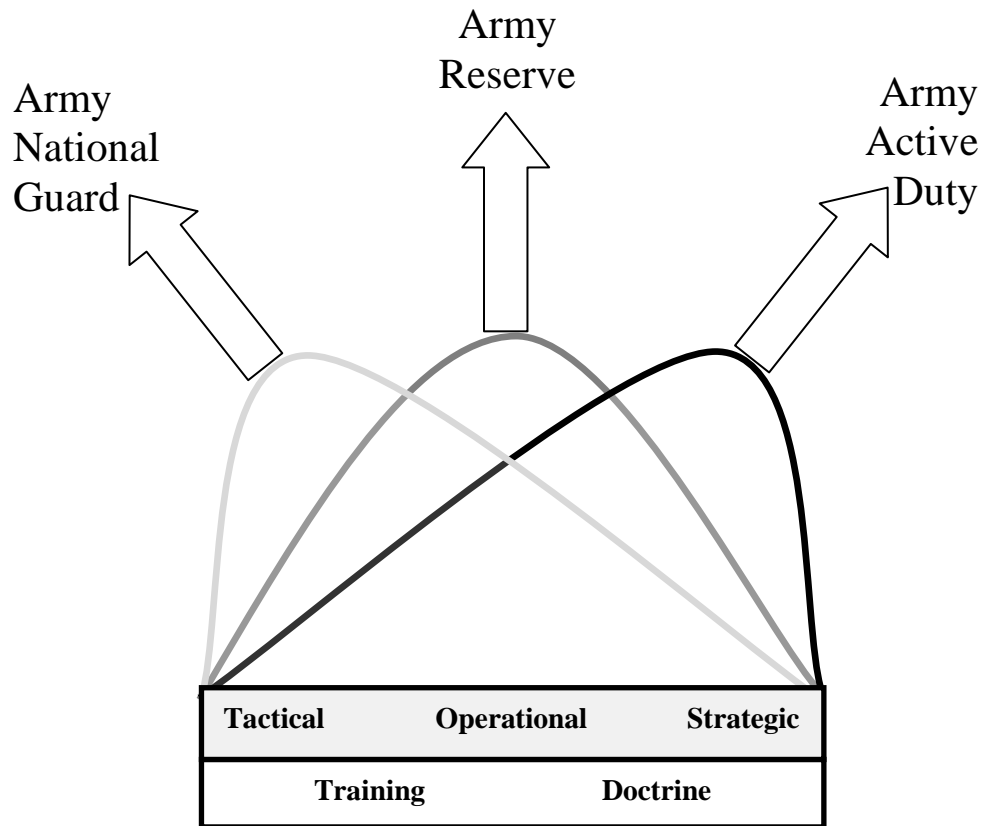 Army
Reserve
Army
National
Guard
Army
Active
Duty
Tactical Operational Strategic
Training Doctrine